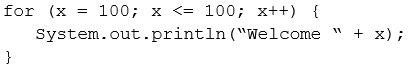 for (x = 100; x <= 100; x++) {
   System.out.println(“Welcome “ + x);
}